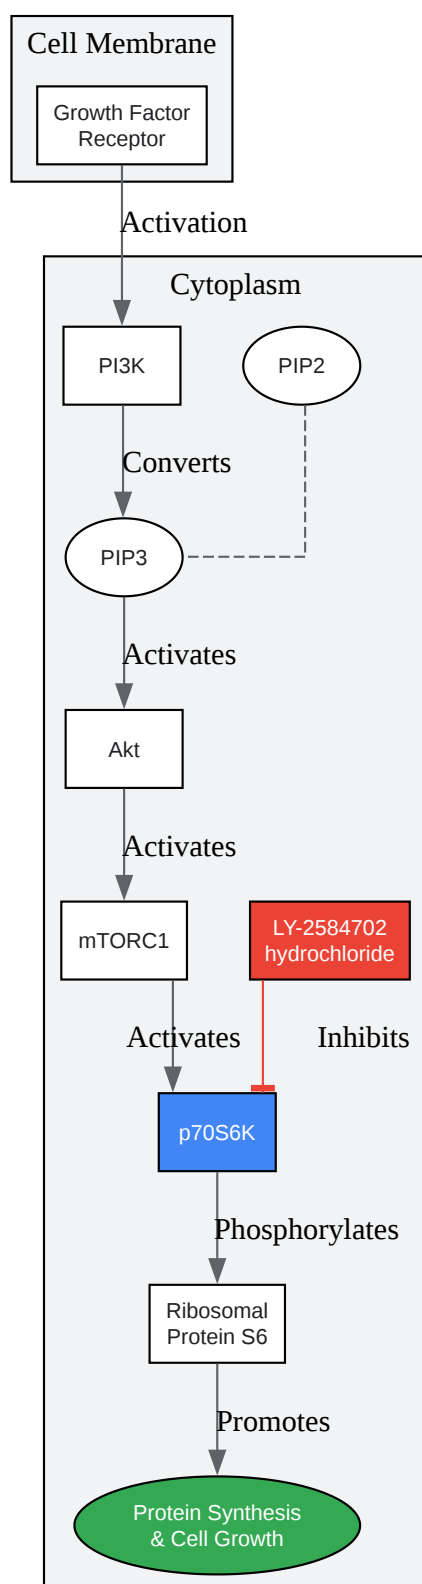 Cell Membrane
Growth Factor
Receptor
Activation
Cytoplasm
PI3K
PIP2
Converts
PIP3
Activates
Akt
Activates
mTORC1
LY-2584702
hydrochloride
Activates
Inhibits
p70S6K
Phosphorylates
Ribosomal
Protein S6
Promotes
Protein Synthesis
& Cell Growth